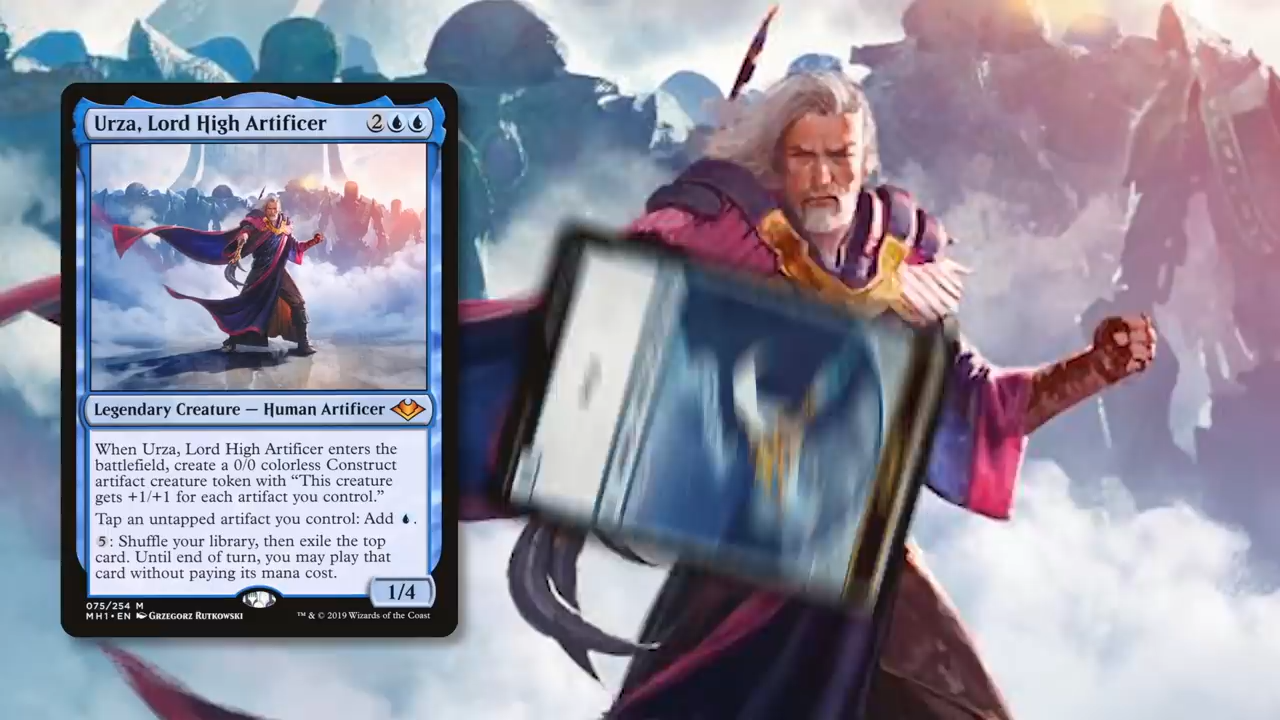 Urza, Lord High Artificer 2
Legendary Creature — Human Artificer
When Urza, Lord High Artificer enters the
battlefield, create a 0/0 colorless Construct
artifact creature token with “This creature
gets +1/+1 for each artifact you control.”
Tap an untapped artifact you control: Add .
5: Shuffle your library, then exile the top
card. Until end of turn, you may play that
card without paying its mana cost.
1/4
075/254 M
MH1 • EN Grzegorz Rutkowski
™ & © 2019 Wizards of the Coast